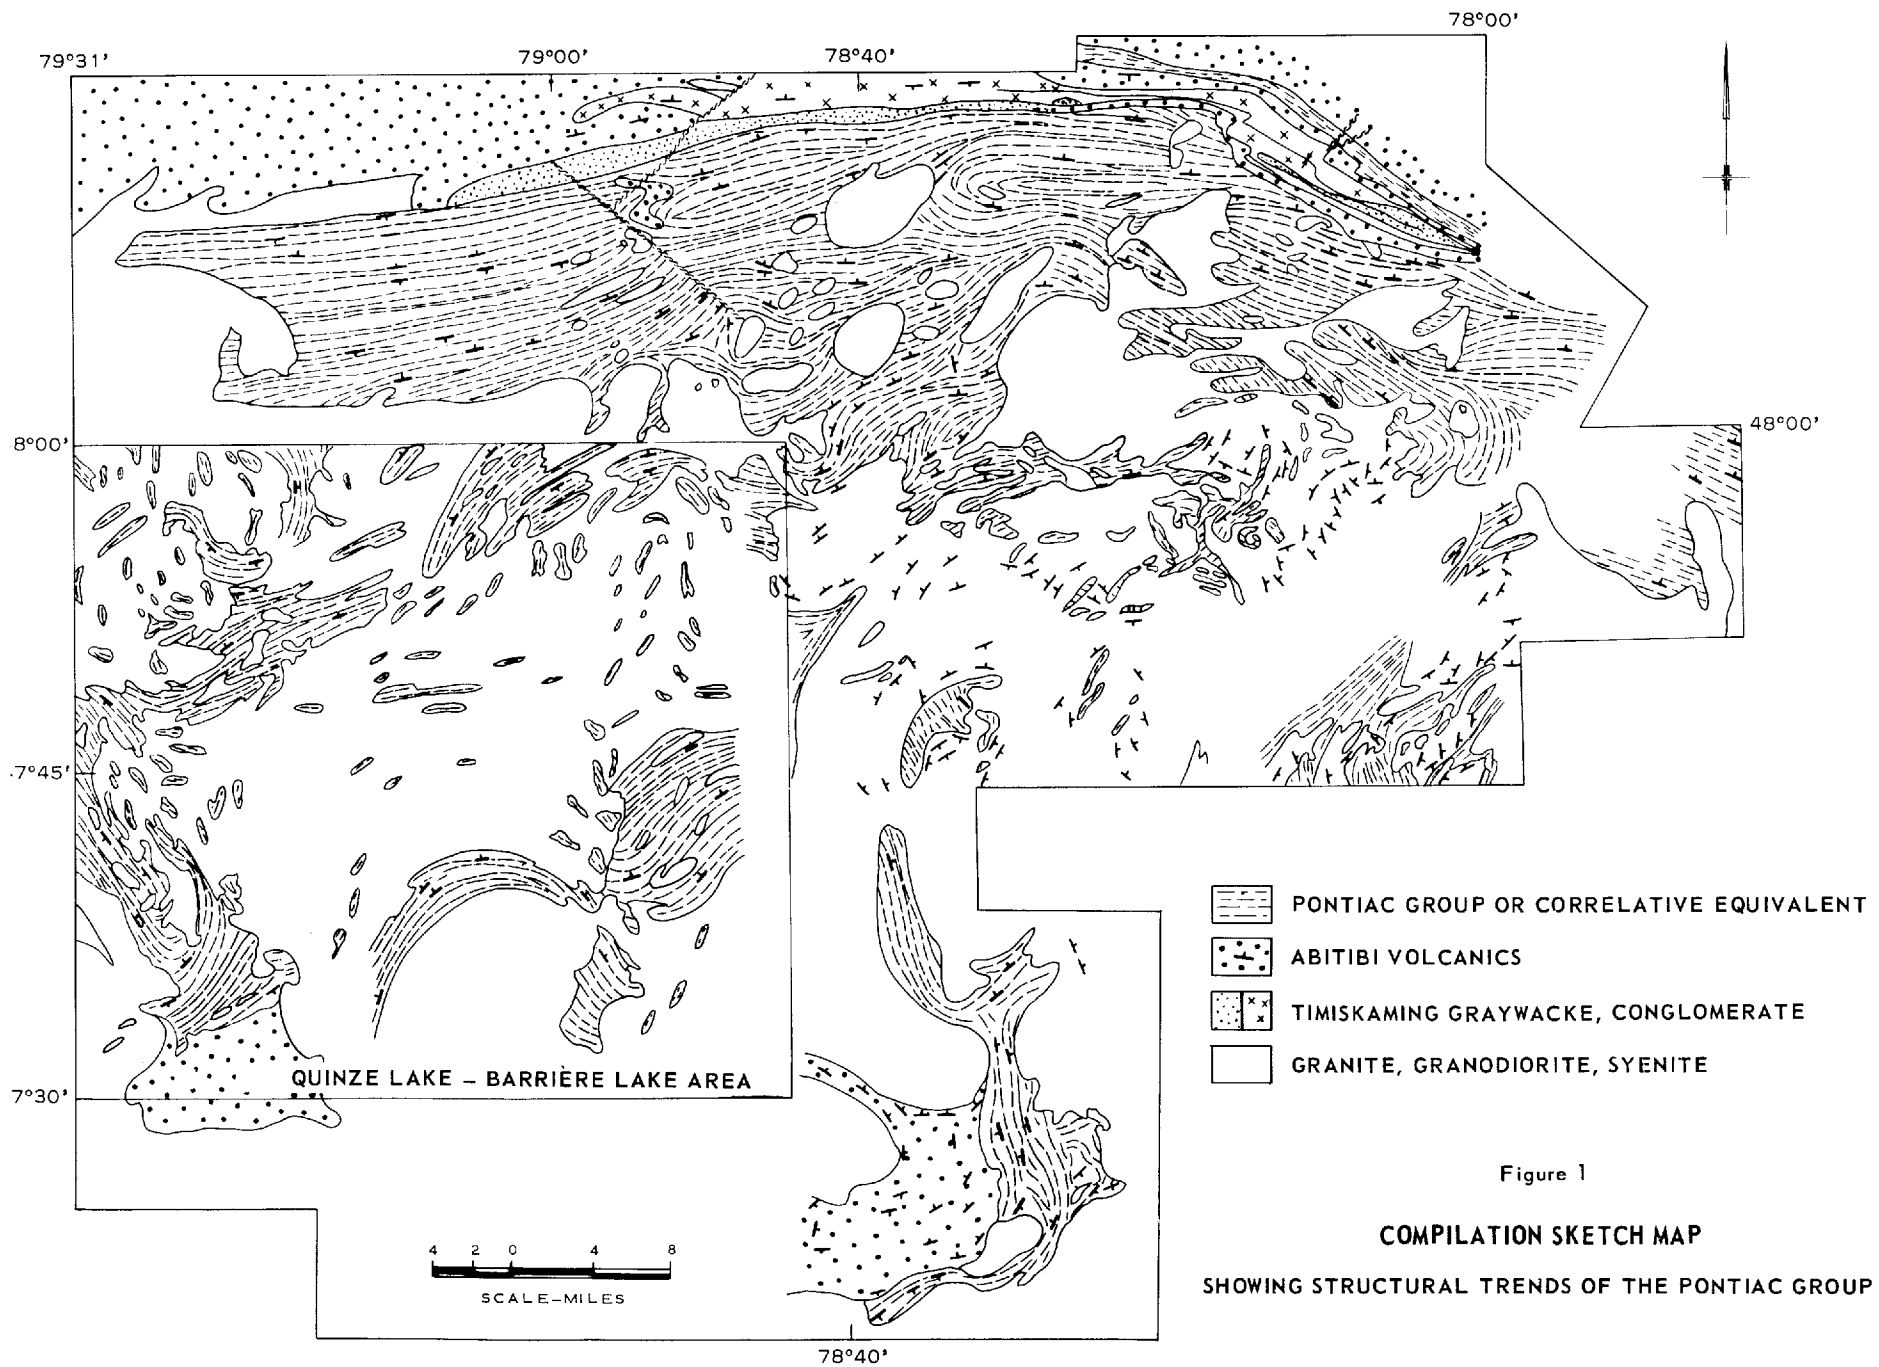 78°00'
79°31'
79°00'
78°40'
8°00'
48°00'
.7°45'
7°30'
QUINZE LAKE – BARRIÈRE LAKE AREA
PONTIAC GROUP OR CORRELATIVE EQUIVALENT
ABITIBI VOLCANICS
TIMISKAMING GRAYWACKE, CONGLOMERATE
GRANITE, GRANODIORITE, SYENITE
Figure 1
COMPILATION SKETCH MAP
SHOWING STRUCTURAL TRENDS OF THE PONTIAC GROUP
4 2 0 4 8
SCALE–MILES
78°40'